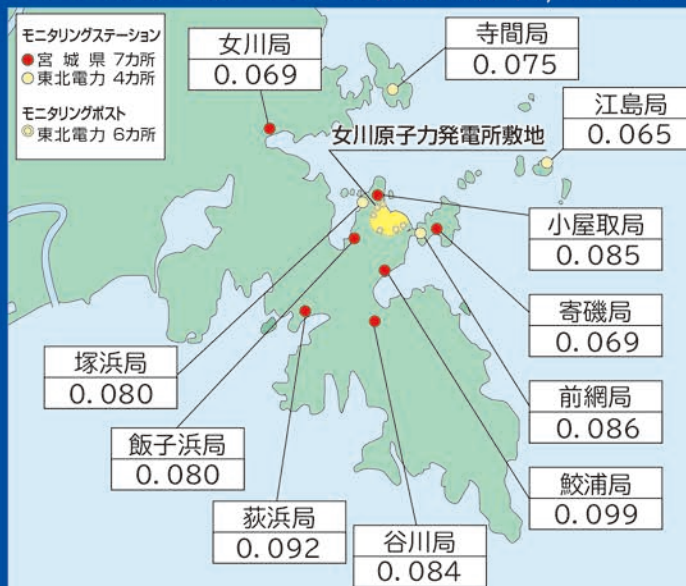 モニタリングステーション
宮城県 7カ所
東北電力 4カ所
モニタリングポスト
東北電力 6カ所
女川局
0.069
寺間局
0.075
江島局
0.065
女川原子力発電所敷地
小屋取局
0.085
寄磯局
0.069
前網局
0.086
鮫浦局
0.099
塚浜局
0.080
飯子浜局
0.080
荻浜局
0.092
谷川局
0.084